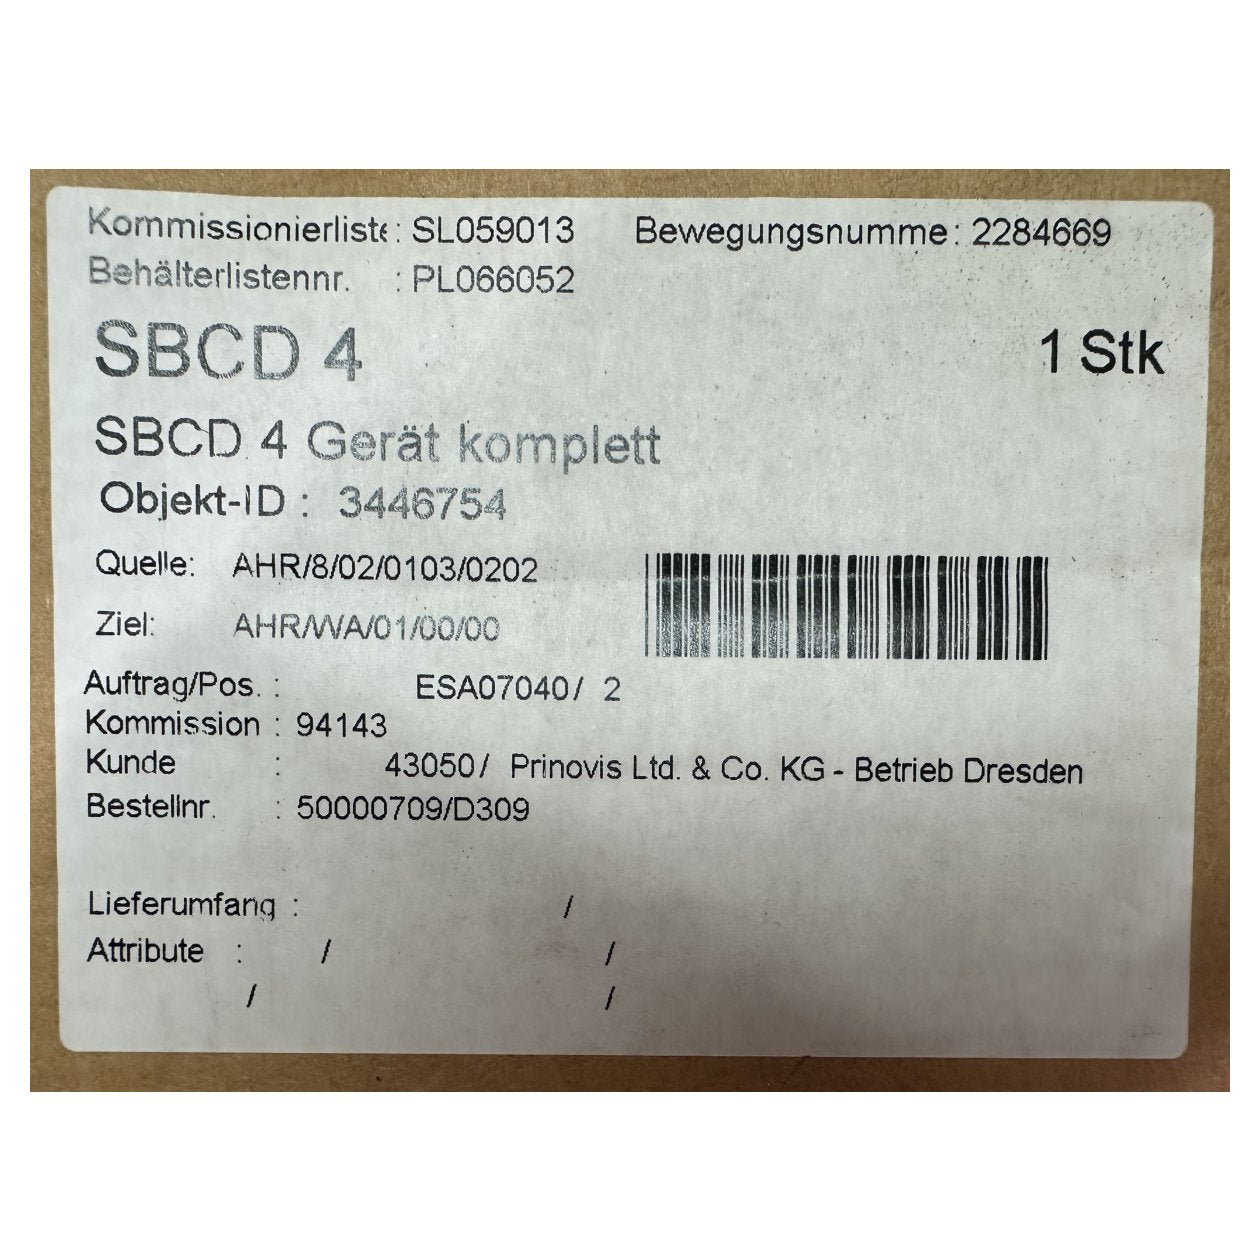 Kommissionierliste: SL059013 Bewegungsnumme: 2284669
Behälterlistennr. : PL066052
SBCD 4 1 Stk
SBCD 4 Gerät komplett
Objekt-ID : 3446754
Quelle: AHR/8/02/0103/0202
Ziel: AHR/WA/01/00/00
Auftrag/Pos. : ESA07040/ 2
Kommission : 94143
Kunde : 43050/ Prinovis Ltd. & Co. KG - Betrieb Dresden
Bestellnr. : 50000709/D309
Lieferumfang : /
Attribute : / /
/ /